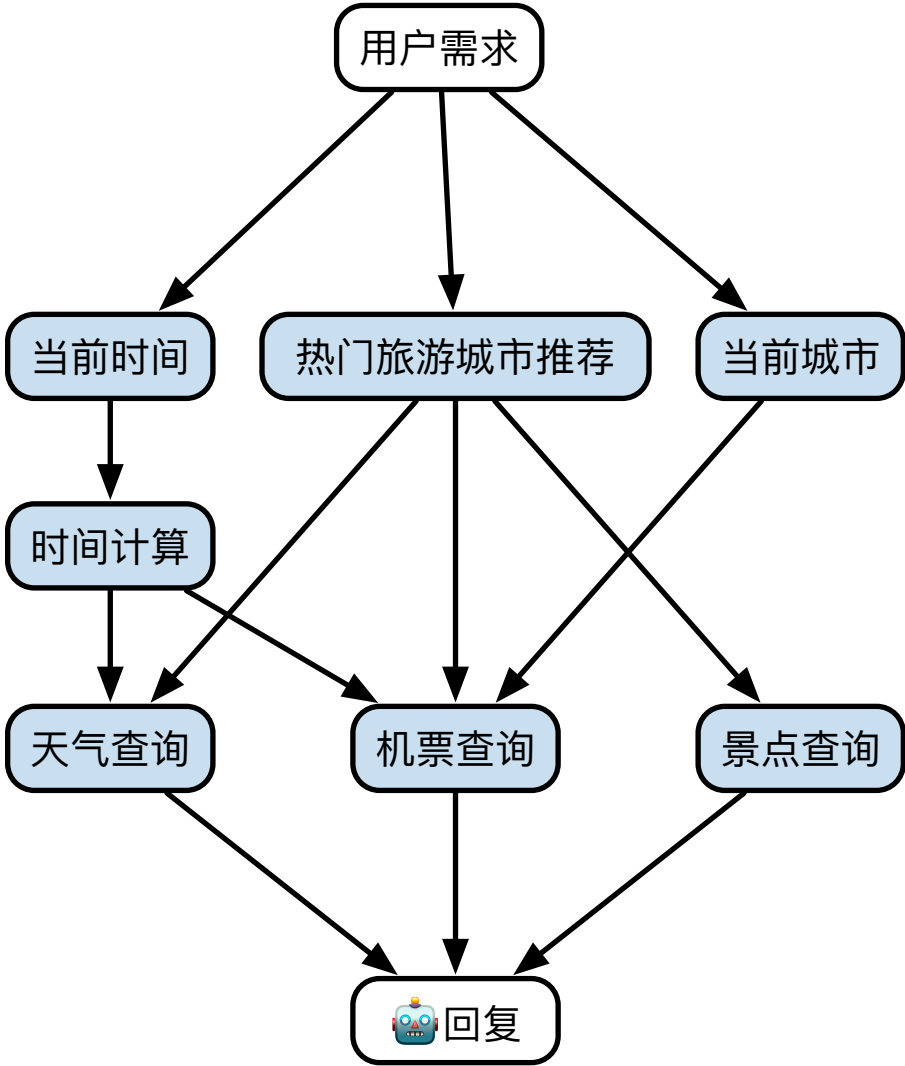 用户需求
当前时间
热门旅游城市推荐
当前城市
时间计算
天气查询
机票查询
景点查询
🤖回复